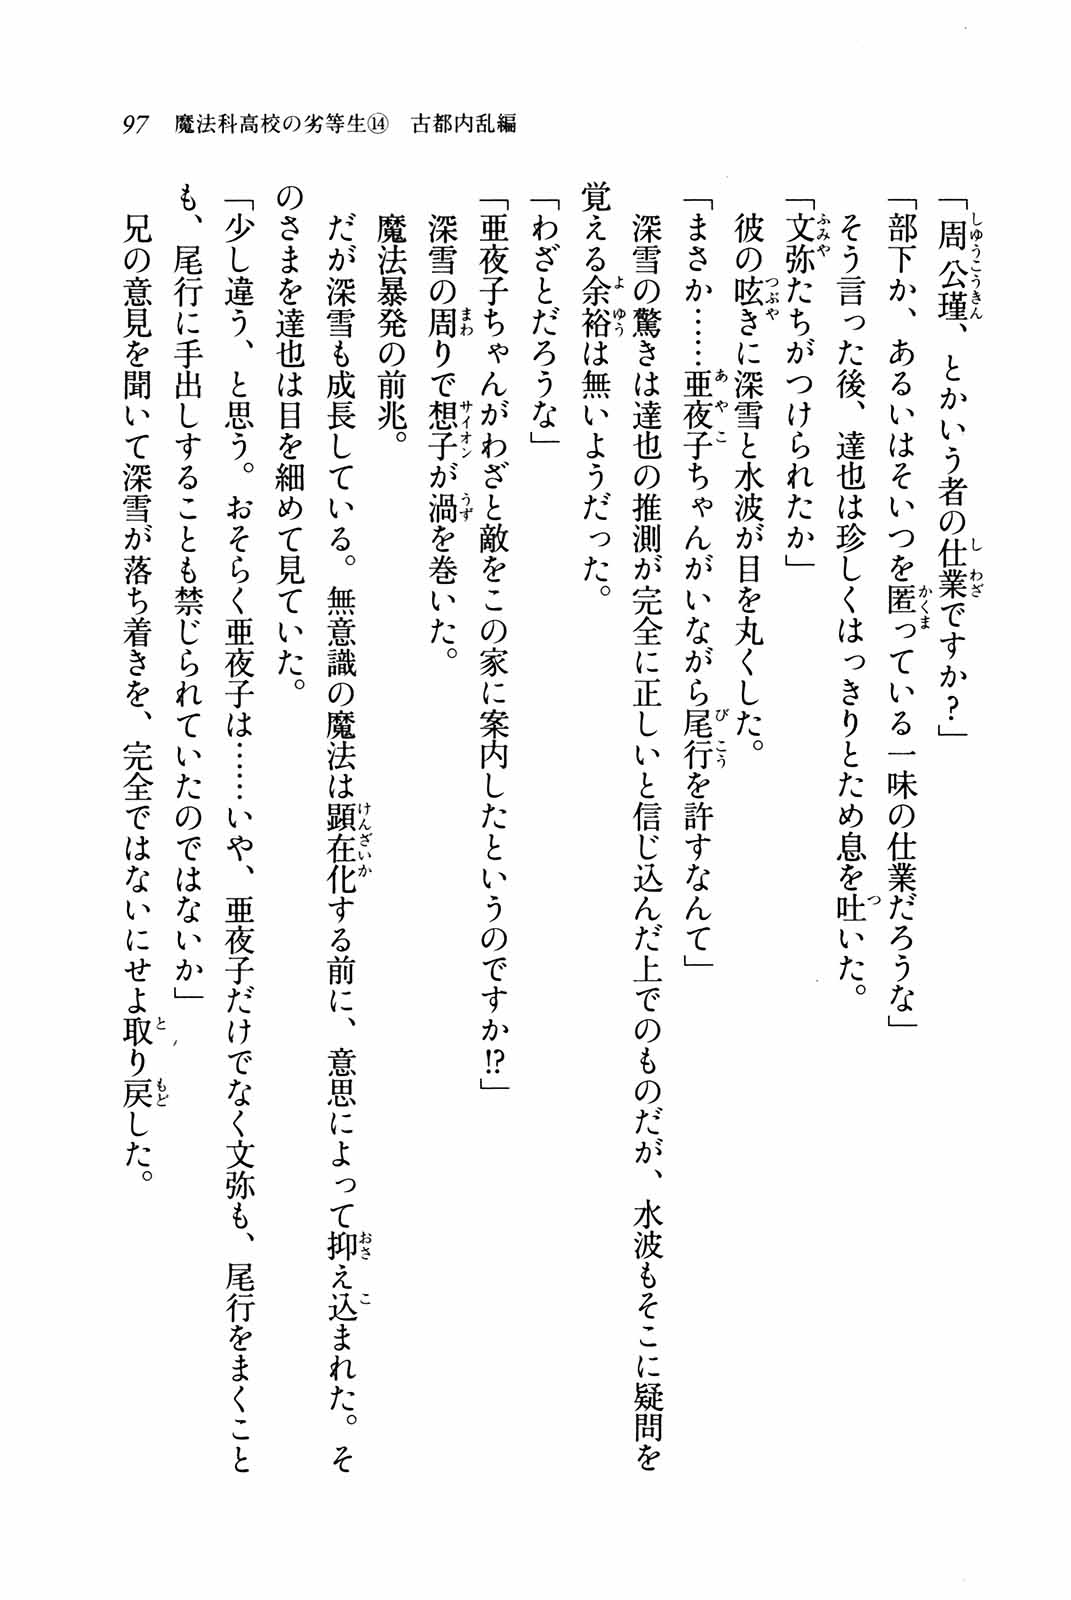 97　魔法科高校の劣等生⑭　古都内乱編
「周公瑾、とかいう者の仕業ですか？」
「部下か、あるいはそいつを匿っている一味の仕業だろうな」
　そう言った後、達也は珍しくはっきりとため息を吐いた。
「文弥たちがつけられたか」
　彼の呟きに深雪と水波が目を丸くした。
「まさか……亜夜子ちゃんがいながら尾行を許すなんて」
　深雪の驚きは達也の推測が完全に正しいと信じ込んだ上でのものだが、水波もそこに疑問を
覚える余裕は無いようだった。
「わざとだろうな」
「亜夜子ちゃんがわざと敵をこの家に案内したというのですか!?」
　深雪の周りで想子が渦を巻いた。
　魔法暴発の前兆。
　だが深雪も成長している。無意識の魔法は顕在化する前に、意思によって抑え込まれた。そ
のさまを達也は目を細めて見ていた。
「少し違う、と思う。おそらく亜夜子は……いや、亜夜子だけでなく文弥も、尾行をまくこと
も、尾行に手出しすることも禁じられていたのではないか」
　兄の意見を聞いて深雪が落ち着きを、完全ではないにせよ取り戻した。